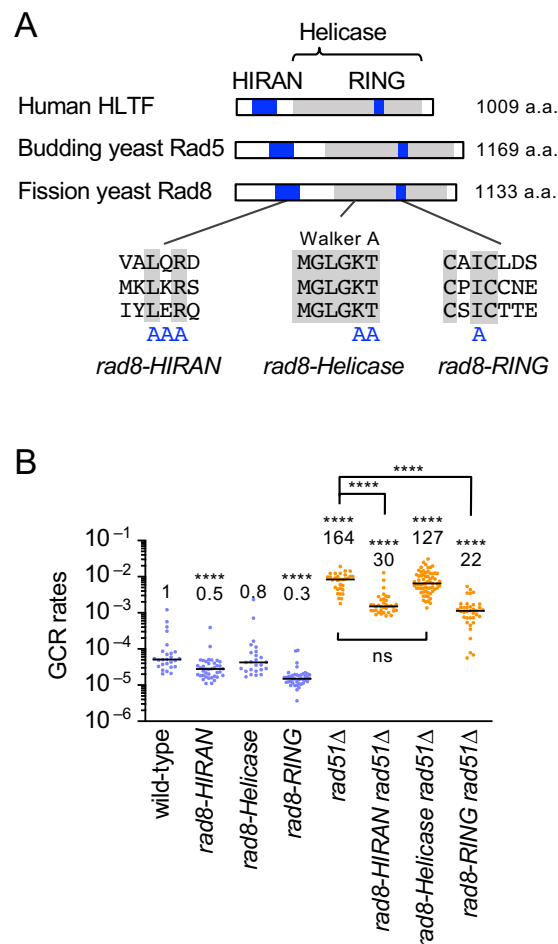 A
Helicase
HIRAN RING
Human HLTF 1009 a.a.
Budding yeast Rad5 1169 a.a.
Fission yeast Rad8 1133 a.a.
Walker A
VALQRD MGLGKT CAICLDS
MKLKRS MGLGKT CPICCNE
IYLERQ MGLGKT CSICTTE
AAA AA A
rad8-HIRAN rad8-Helicase rad8-RING
B
****
****
**** **** ****
164 127
**** ****
30 22
**** ****
1 0.5 0.8 0.3
ns
GCR rates
10⁻¹
10⁻²
10⁻³
10⁻⁴
10⁻⁵
10⁻⁶
wild-type
rad8-HIRAN
rad8-Helicase
rad8-RING
rad51Δ
rad8-HIRAN rad51Δ
rad8-Helicase rad51Δ
rad8-RING rad51Δ